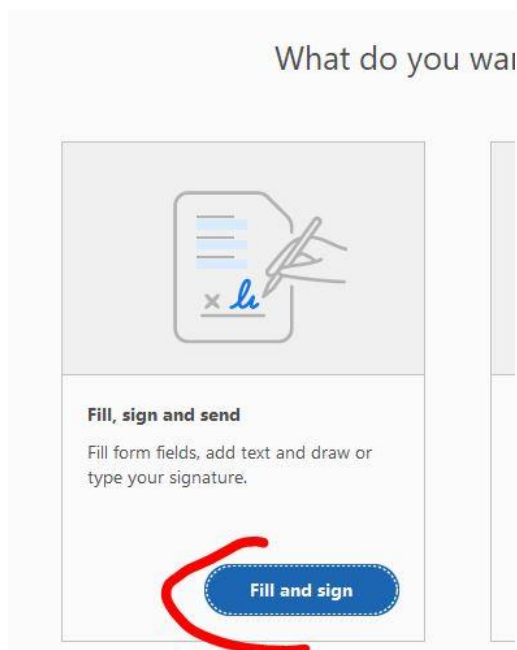 What do you
Fill, sign and send
Fill form fields, add text and draw or
type your signature.
Fill and sign